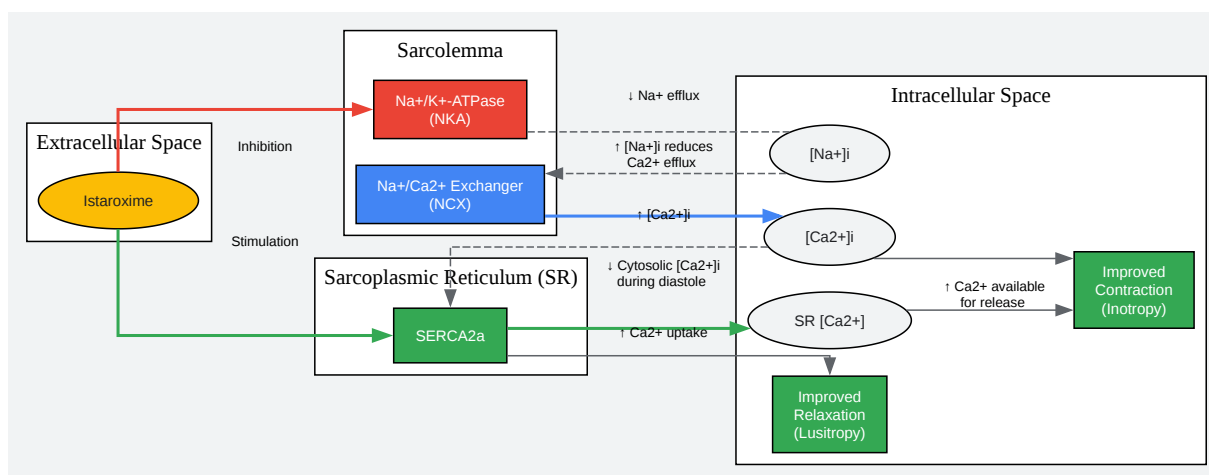 Sarcolemma
Na+/K+-ATPase
(NKA)
↓ Na+ efflux
Intracellular Space
Extracellular Space
Inhibition
↑ [Na+]i reduces
Ca2+ efflux
[Na+]i
Istaroxime
Na+/Ca2+ Exchanger
(NCX)
↑ [Ca2+]i
Stimulation
[Ca2+]i
Sarcoplasmic Reticulum (SR)
↓ Cytosolic [Ca2+]i
during diastole
Improved
Contraction
(Inotropy)
↑ Ca2+ available
for release
SERCA2a
↑ Ca2+ uptake
SR [Ca2+]
Improved
Relaxation
(Lusitropy)